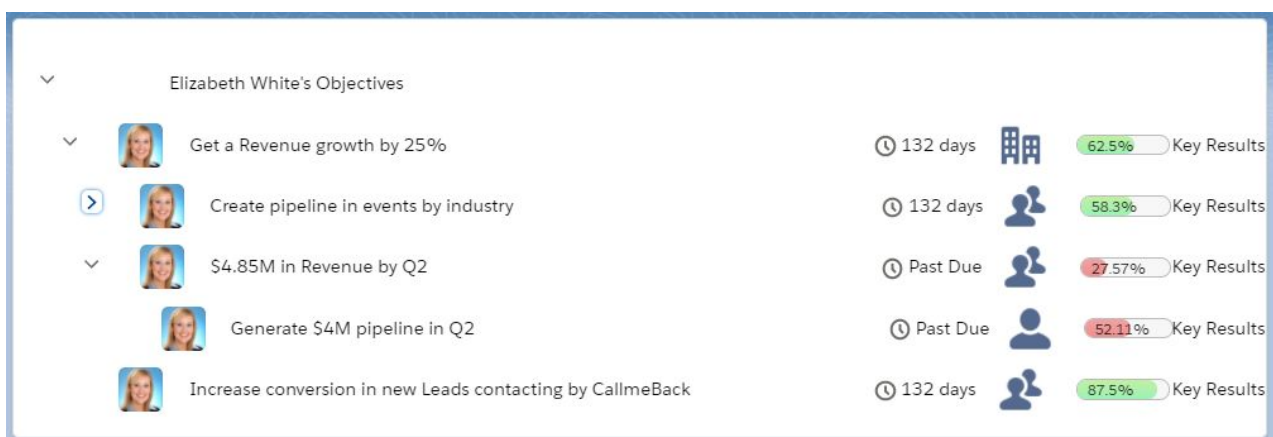 Elizabeth White's Objectives
Get a Revenue growth by 25% 132 days 62.5% Key Results
Create pipeline in events by industry 132 days 58.3% Key Results
$4.85M in Revenue by Q2 Past Due 27.57% Key Results
Generate $4M pipeline in Q2 Past Due 52.11% Key Results
Increase conversion in new Leads contacting by CallmeBack 132 days 87.5% Key Results